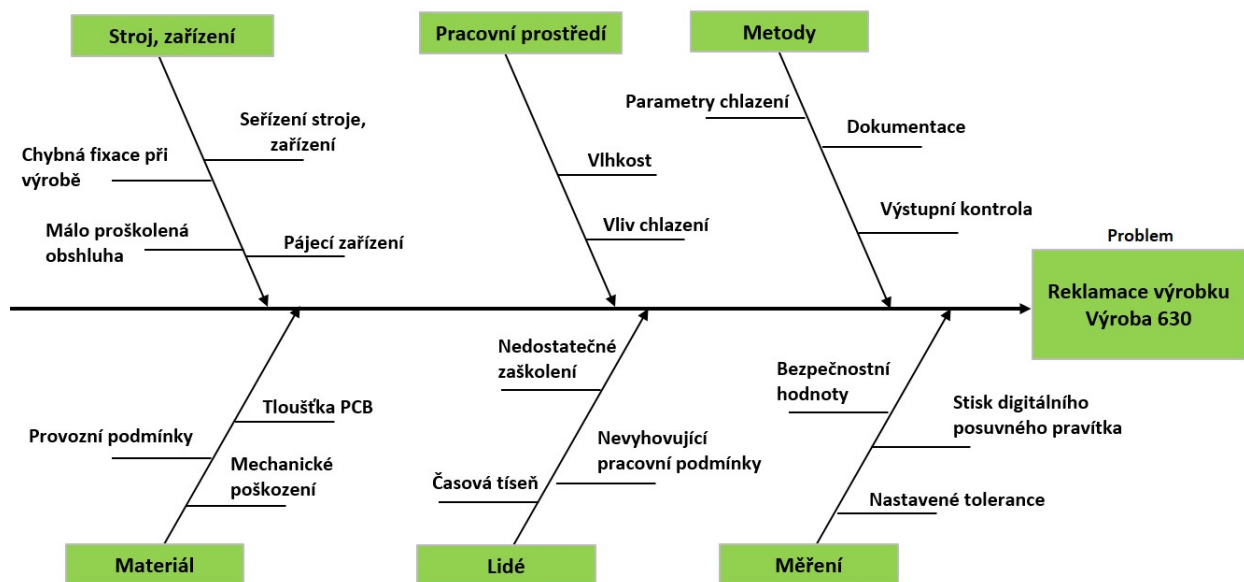 Stroj, zařízení
Pracovní prostředí
Metody
Parametry chlazení
Seřízení stroje,
zařízení
Dokumentace
Chybná fixace při
výrobě
Vlhkost
Málo proškolená
obshluha
Pájecí zařízení
Vliv chlazení
Výstupní kontrola
Problem
Reklamace výrobku
Výroba 630
Nedostatečné
zaškolení
Bezpečnostní
hodnoty
Tloušťka PCB
Stisk digitálního
posuvného pravítka
Provozní podmínky
Nevyhovující
pracovní podmínky
Mechanické
poškození
Časová tíseň
Nastavené tolerance
Materiál
Lidé
Měření